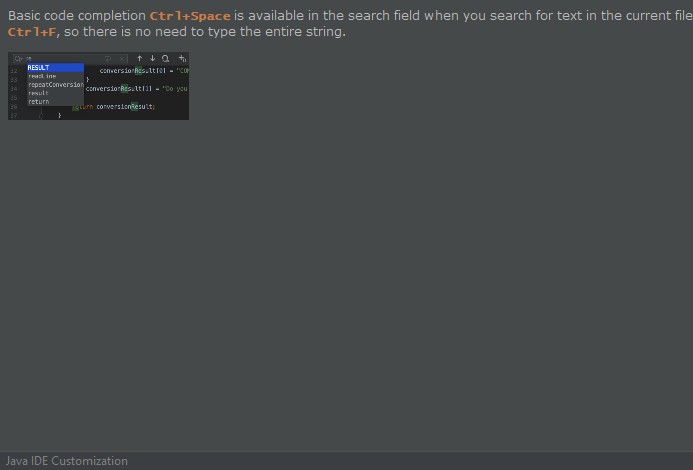 Basic code completion Ctrl+Space is available in the search field when you search for text in the current file
Ctrl+F, so there is no need to type the entire string.
re
RESULT
32 conversionResult[0] = "CON
readLine
33 }
repeatConversion
34 conversionResult[1] = "Do you
result
35
return
36 return conversionResult;
37 }
Java IDE Customization